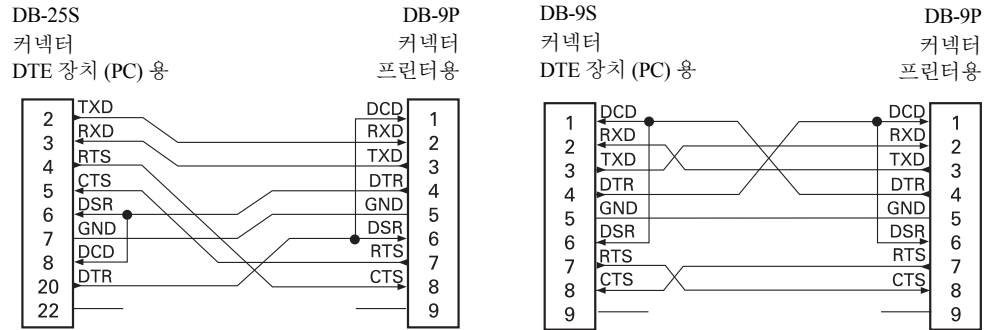 DB-25S
커넥터
DTE 장치 (PC) 용
DB-9P
커넥터
프린터용
2 TXD
3 RXD
4 RTS
5 CTS
6 DSR
7 GND
8 DCD
20 DTR
22
DCD 1
RXD 2
TXD 3
DTR 4
GND 5
DSR 6
RTS 7
CTS 8
9
DB-9S
커넥터
DTE 장치 (PC) 용
DB-9P
커넥터
프린터용
1 DCD
2 RXD
3 TXD
4 DTR
5 GND
6 DSR
7 RTS
8 CTS
9
DCD 1
RXD 2
TXD 3
DTR 4
GND 5
DSR 6
RTS 7
CTS 8
9